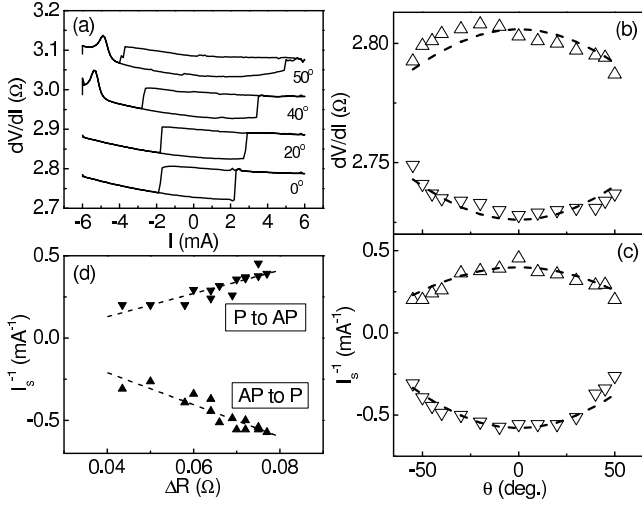 (a)
3.2
3.1
3.0
2.9
2.8
2.7
dV/dI (Ω)
50°
40°
20°
0°
-6 -4 -2 0 2 4 6
I (mA)
(b)
2.80
2.75
dV/dI (Ω)
(d)
0.5
0.0
-0.5
I_s^-1 (mA^-1)
P to AP
AP to P
0.04 0.06 0.08
ΔR (Ω)
(c)
0.5
0.0
-0.5
I_s^-1 (mA^-1)
-50 0 50
θ (deg.)